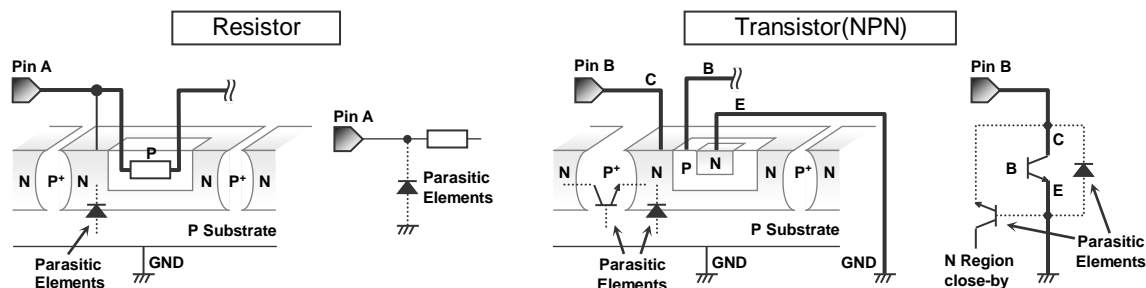 Resistor
Pin A
P
N
P+
N
N
P+
N
P Substrate
Parasitic
Elements
GND
Pin A
Parasitic
Elements
Transistor(NPN)
Pin B
C
B
E
N
P+
N
P
N
N
P+
N
P Substrate
Parasitic
Elements
GND
GND
Pin B
C
B
E
N Region
close-by
Parasitic
Elements